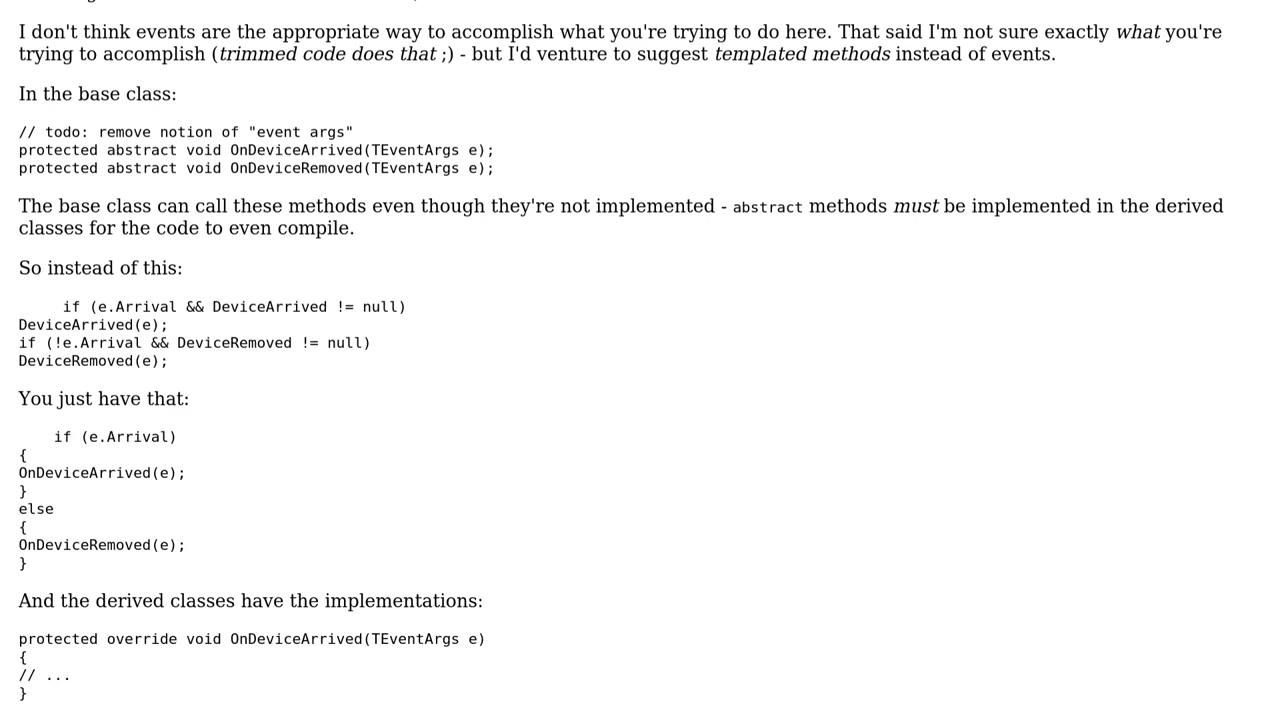 I don't think events are the appropriate way to accomplish what you're trying to do here. That said I'm not sure exactly what you're
trying to accomplish (trimmed code does that ;) - but I'd venture to suggest templated methods instead of events.
In the base class:
// todo: remove notion of "event args"
protected abstract void OnDeviceArrived(TEventArgs e);
protected abstract void OnDeviceRemoved(TEventArgs e);
The base class can call these methods even though they're not implemented - abstract methods must be implemented in the derived
classes for the code to even compile.
So instead of this:
     if (e.Arrival && DeviceArrived != null)
DeviceArrived(e);
if (!e.Arrival && DeviceRemoved != null)
DeviceRemoved(e);
You just have that:
    if (e.Arrival)
{
OnDeviceArrived(e);
}
else
{
OnDeviceRemoved(e);
}
And the derived classes have the implementations:
protected override void OnDeviceArrived(TEventArgs e)
{
// ...
}